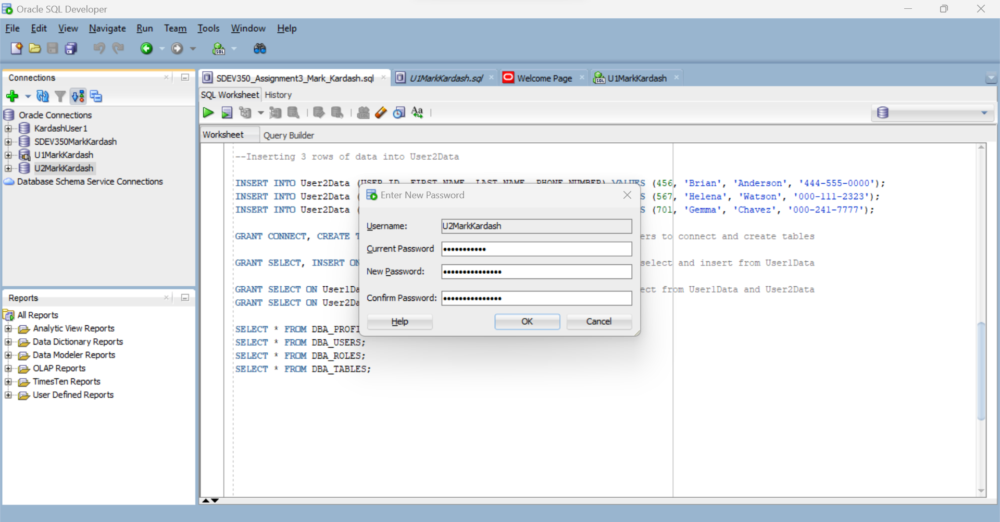 Oracle SQL Developer
File Edit View Navigate Run Team Tools Window Help
Connections
Oracle Connections
KardashUser1
SDEV350MarkKardash
U1MarkKardash
U2MarkKardash
Database Schema Service Connections
Reports
All Reports
Analytic View Reports
Data Dictionary Reports
Data Modeler Reports
OLAP Reports
TimesTen Reports
User Defined Reports
SDEV350_Assignment3_Mark_Kardash.sql U1MarkKardash.sql Welcome Page U1MarkKardash
SQL Worksheet History
Worksheet Query Builder
--Inserting 3 rows of data into User2Data
INSERT INTO User2Data (USER_ID, FIRST_NAME, LAST_NAME, PHONE_NUMBER) VALUES (456, 'Brian', 'Anderson', '444-555-0000');
INSERT INTO User2Data ( S (567, 'Helena', 'Watson', '000-111-2323');
INSERT INTO User2Data ( S (701, 'Gemma', 'Chavez', '000-241-7777');
GRANT CONNECT, CREATE T ers to connect and create tables
GRANT SELECT, INSERT ON select and insert from User1Data
GRANT SELECT ON User1Da ect from User1Data and User2Data
GRANT SELECT ON User2Da
SELECT * FROM DBA_PROFI
SELECT * FROM DBA_USERS;
SELECT * FROM DBA_ROLES;
SELECT * FROM DBA_TABLES;
Enter New Password
Username: U2MarkKardash
Current Password •••••••••••
New Password: •••••••••••••••
Confirm Password: •••••••••••••••
Help OK Cancel